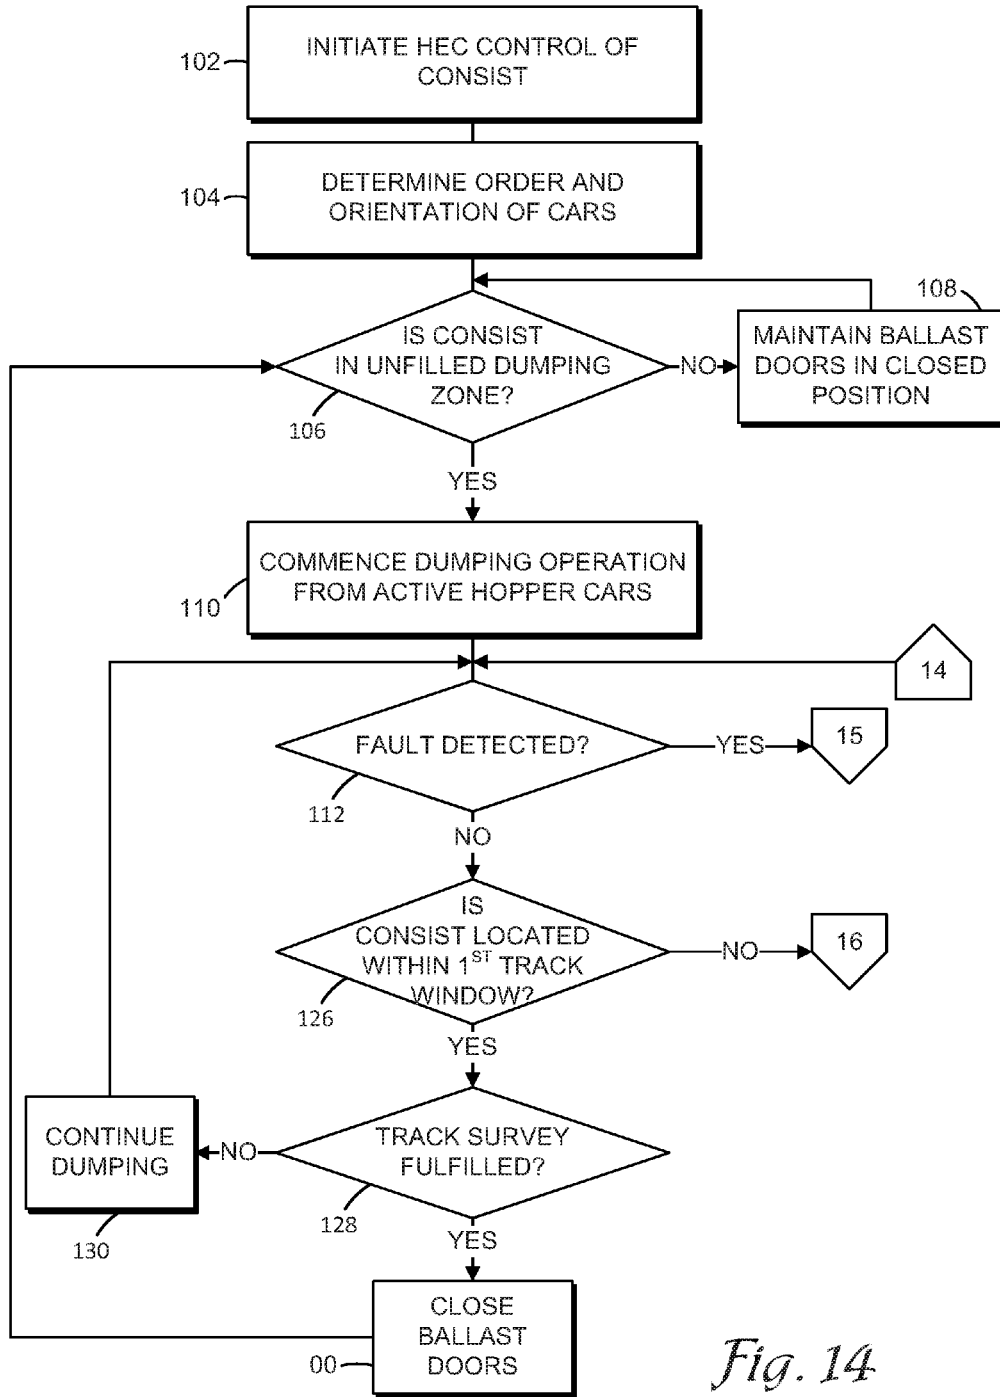 INITIATE HEC CONTROL OF
CONSIST
102
DETERMINE ORDER AND
ORIENTATION OF CARS
104
108
IS CONSIST
IN UNFILLED DUMPING
ZONE?
NO
MAINTAIN BALLAST
DOORS IN CLOSED
POSITION
106
YES
COMMENCE DUMPING OPERATION
FROM ACTIVE HOPPER CARS
110
14
FAULT DETECTED?
YES
15
112
NO
IS
CONSIST LOCATED
WITHIN 1ST TRACK
WINDOW?
NO
16
126
YES
CONTINUE
DUMPING
NO
TRACK SURVEY
FULFILLED?
128
130
YES
CLOSE
BALLAST
DOORS
00
Fig. 14